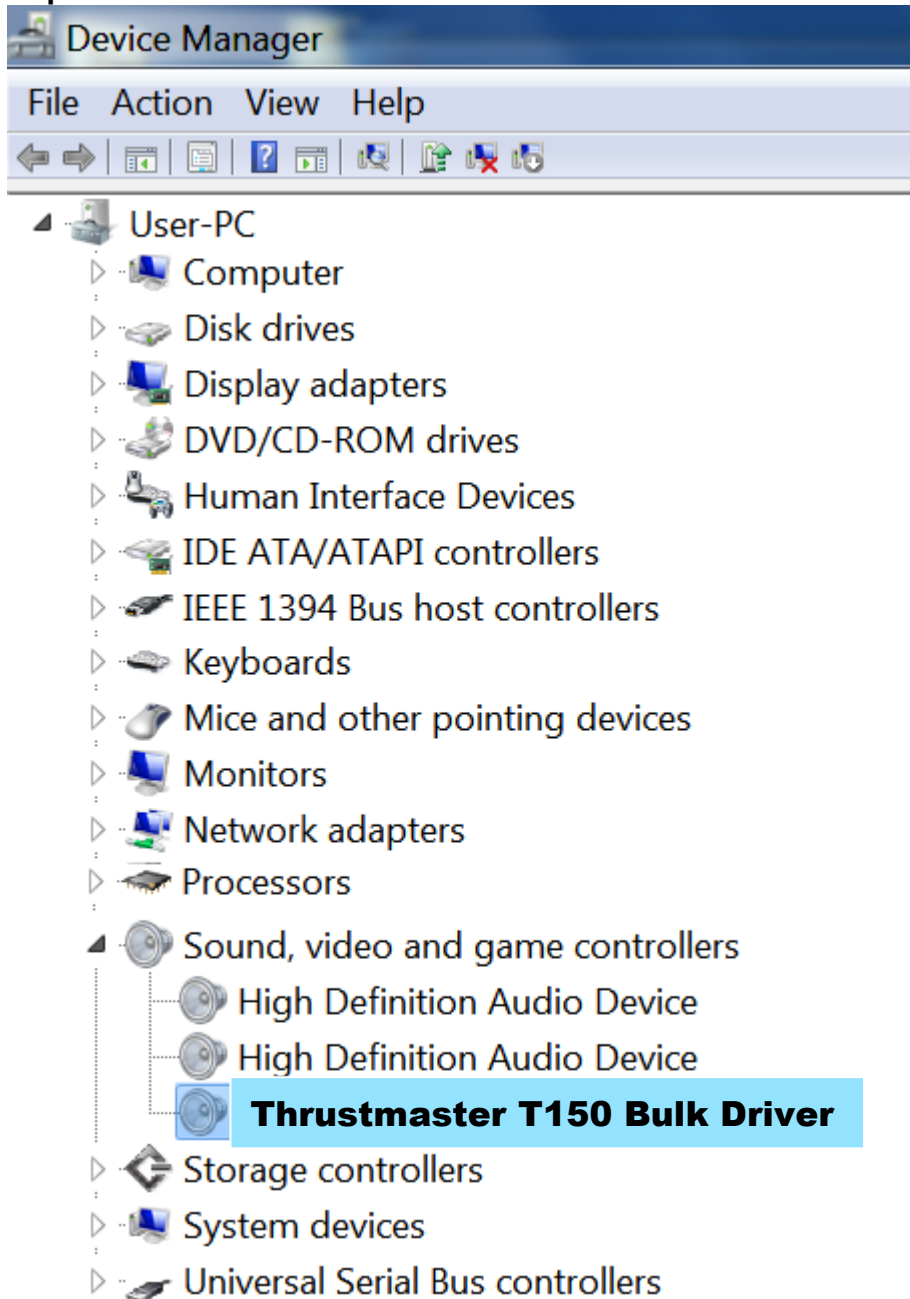 Device Manager
File Action View Help
User-PC
Computer
Disk drives
Display adapters
DVD/CD-ROM drives
Human Interface Devices
IDE ATA/ATAPI controllers
IEEE 1394 Bus host controllers
Keyboards
Mice and other pointing devices
Monitors
Network adapters
Processors
Sound, video and game controllers
High Definition Audio Device
High Definition Audio Device
Thrustmaster T150 Bulk Driver
Storage controllers
System devices
Universal Serial Bus controllers